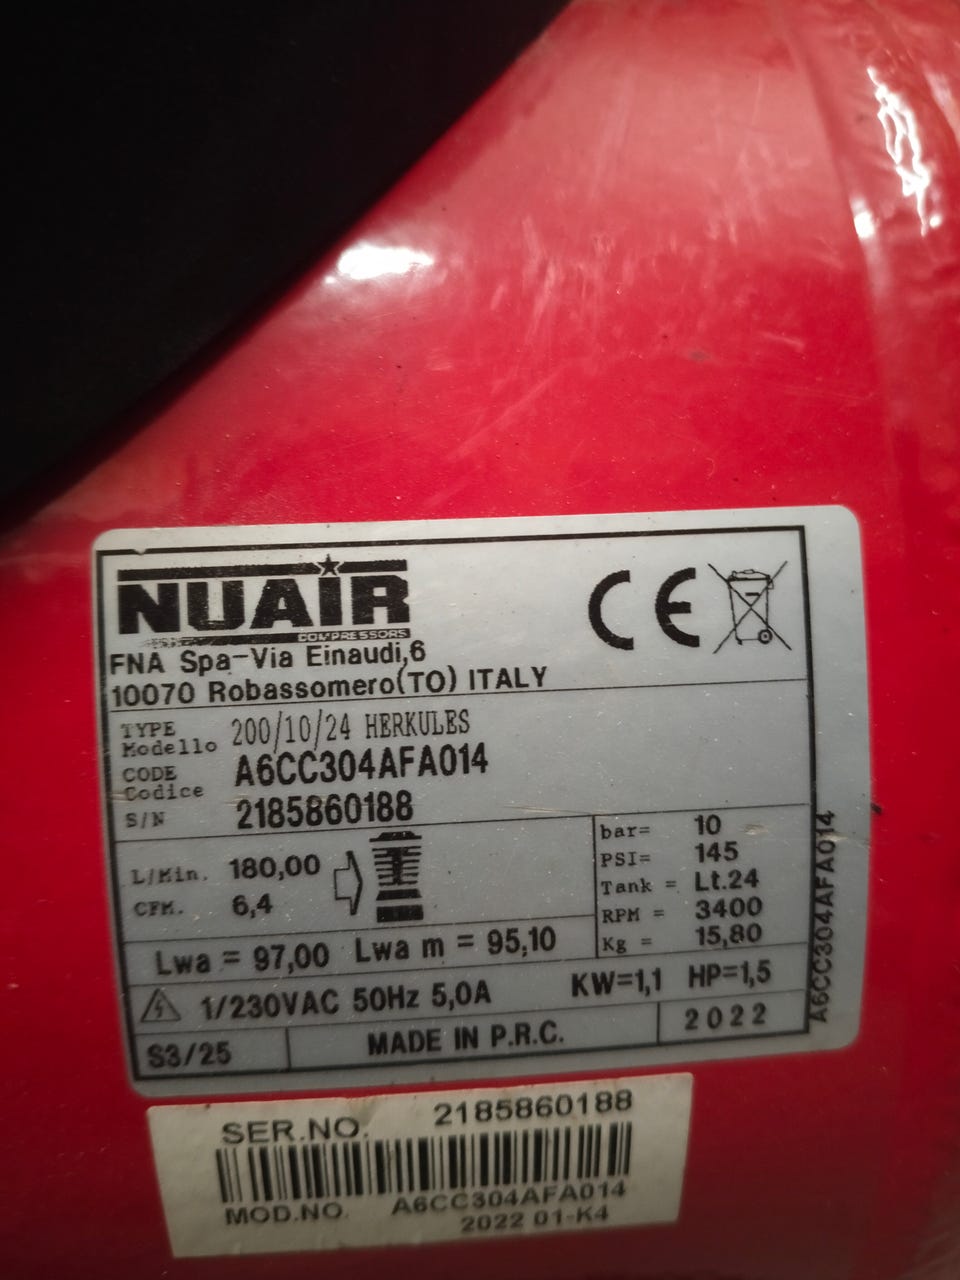 NUAIR
COMPRESSORS
FNA Spa-Via Einaudi,6
10070 Robassomero(TO) ITALY
TYPE
Modello 200/10/24 HERKULES
CODE
Codice A6CC304AFA014
S/N 2185860188
L/Min. 180,00
CFM. 6,4
bar= 10
PSI= 145
Tank = Lt.24
RPM = 3400
Kg = 15,80
Lwa = 97,00 Lwa m = 95,10
1/230VAC 50Hz 5,0A KW=1,1 HP=1,5
S3/25 MADE IN P.R.C. 2022
A6CC304AFA014
SER.NO. 2185860188
MOD.NO. A6CC304AFA014
2022 01-K4